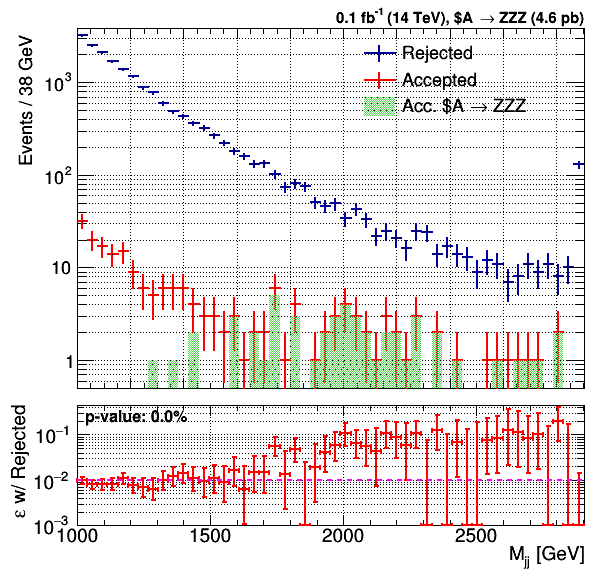 0.1 fb⁻¹ (14 TeV), $A → ZZZ (4.6 pb)
Events / 38 GeV
10³
10²
10
1
Rejected
Accepted
Acc. $A → ZZZ
p-value: 0.0%
ε w/ Rejected
10⁻¹
10⁻²
10⁻³
1000 1500 2000 2500
M_jj [GeV]